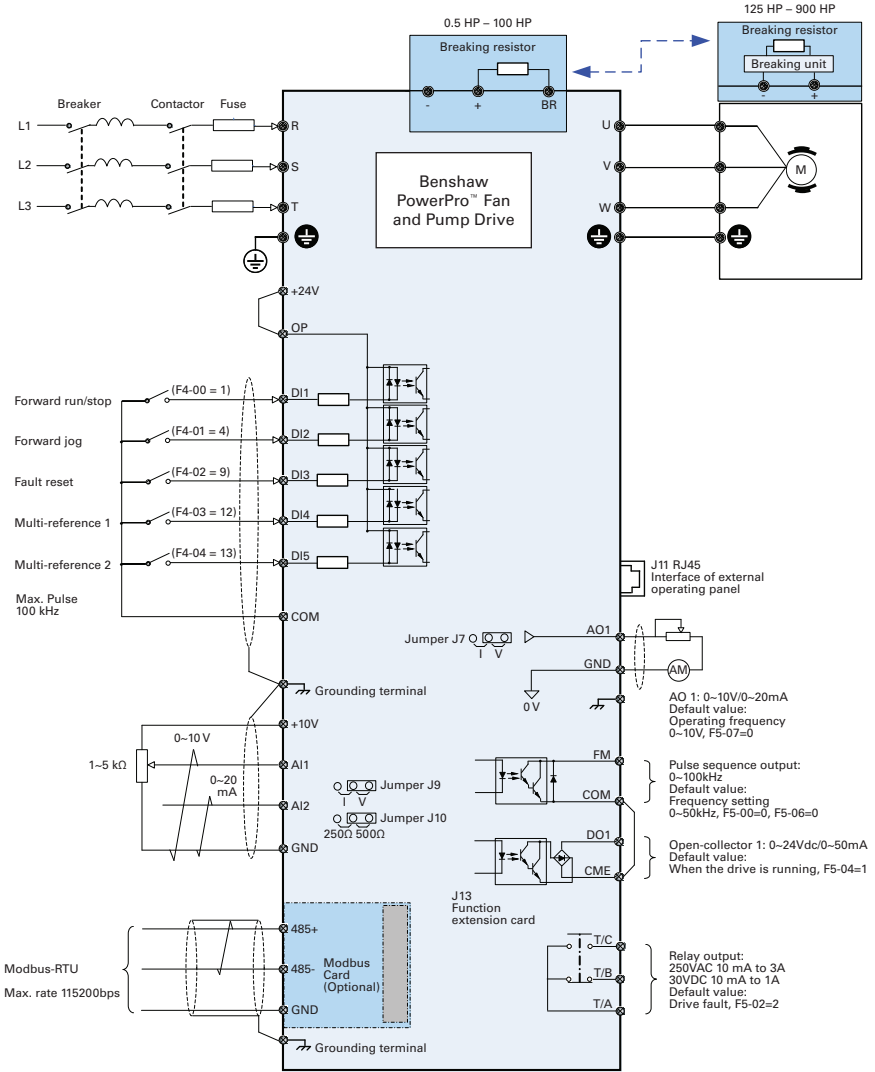 0.5 HP – 100 HP
125 HP – 900 HP
Breaking resistor
- + BR
Breaking resistor
Breaking unit
- +
Breaker Contactor Fuse
L1
L2
L3
R
S
T
U
V
W
M
Benshaw
PowerPro™ Fan
and Pump Drive
+24V
OP
Forward run/stop (F4-00 = 1) DI1
Forward jog (F4-01 = 4) DI2
Fault reset (F4-02 = 9) DI3
Multi-reference 1 (F4-03 = 12) DI4
Multi-reference 2 (F4-04 = 13) DI5
Max. Pulse
100 kHz
COM
Grounding terminal
J11 RJ45
Interface of external
operating panel
Jumper J7
I V
AO1
GND
0 V
AM
AO 1: 0~10V/0~20mA
Default value:
Operating frequency
0~10V, F5-07=0
+10V
0~10 V
1~5 kΩ
AI1
0~20
mA
AI2
GND
Jumper J9
I V
Jumper J10
250Ω 500Ω
FM
COM
Pulse sequence output:
0~100kHz
Default value:
Frequency setting
0~50kHz, F5-00=0, F5-06=0
DO1
CME
Open-collector 1: 0~24Vdc/0~50mA
Default value:
When the drive is running, F5-04=1
J13
Function
extension card
Modbus-RTU
Max. rate 115200bps
485+
485-
GND
Modbus
Card
(Optional)
Grounding terminal
T/C
T/B
T/A
Relay output:
250VAC 10 mA to 3A
30VDC 10 mA to 1A
Default value:
Drive fault, F5-02=2